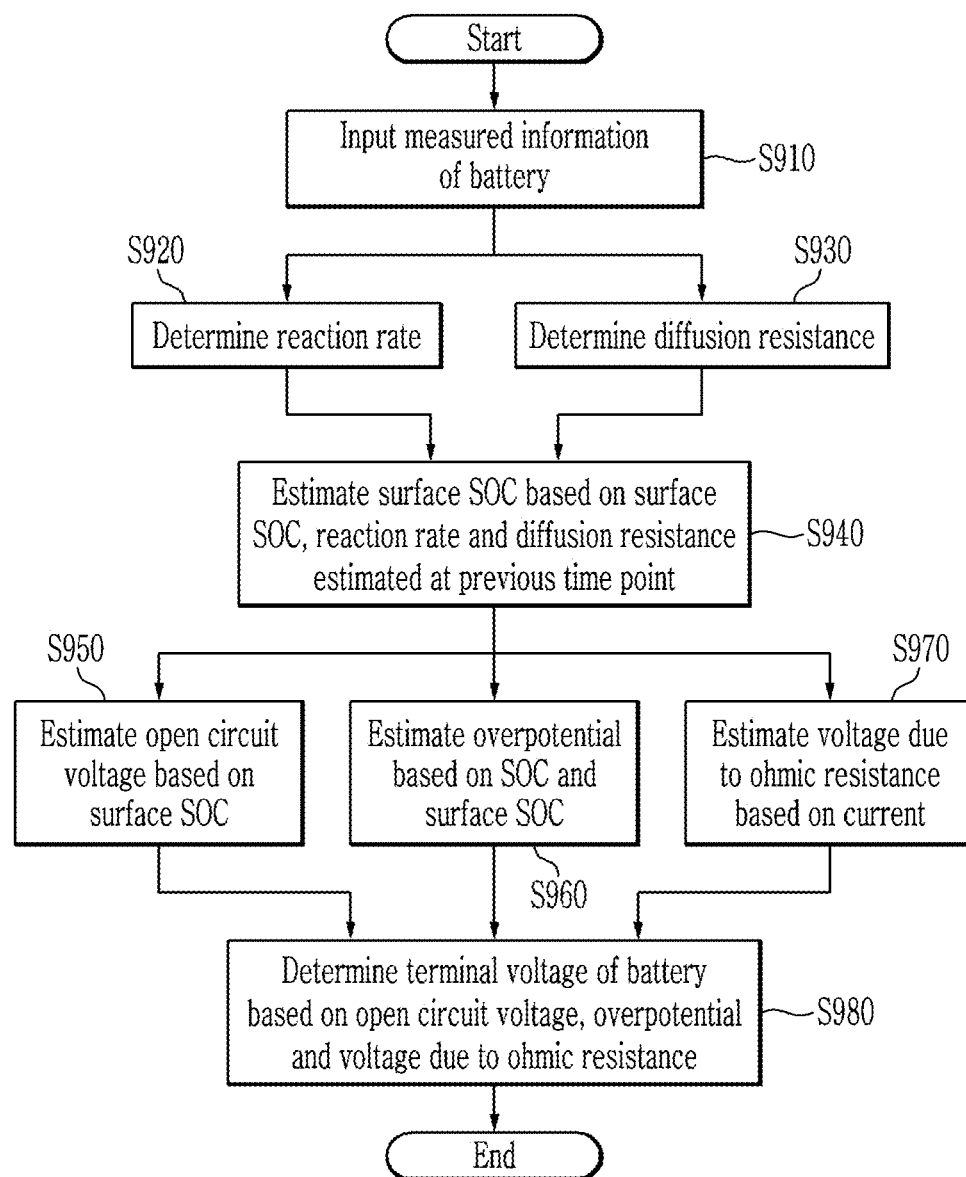 Start
Input measured information
of battery
S910
S920
S930
Determine reaction rate
Determine diffusion resistance
Estimate surface SOC based on surface
SOC, reaction rate and diffusion resistance
estimated at previous time point
S940
S950
S970
Estimate open circuit
voltage based on
surface SOC
Estimate overpotential
based on SOC and
surface SOC
Estimate voltage due
to ohmic resistance
based on current
S960
Determine terminal voltage of battery
based on open circuit voltage, overpotential
and voltage due to ohmic resistance
S980
End